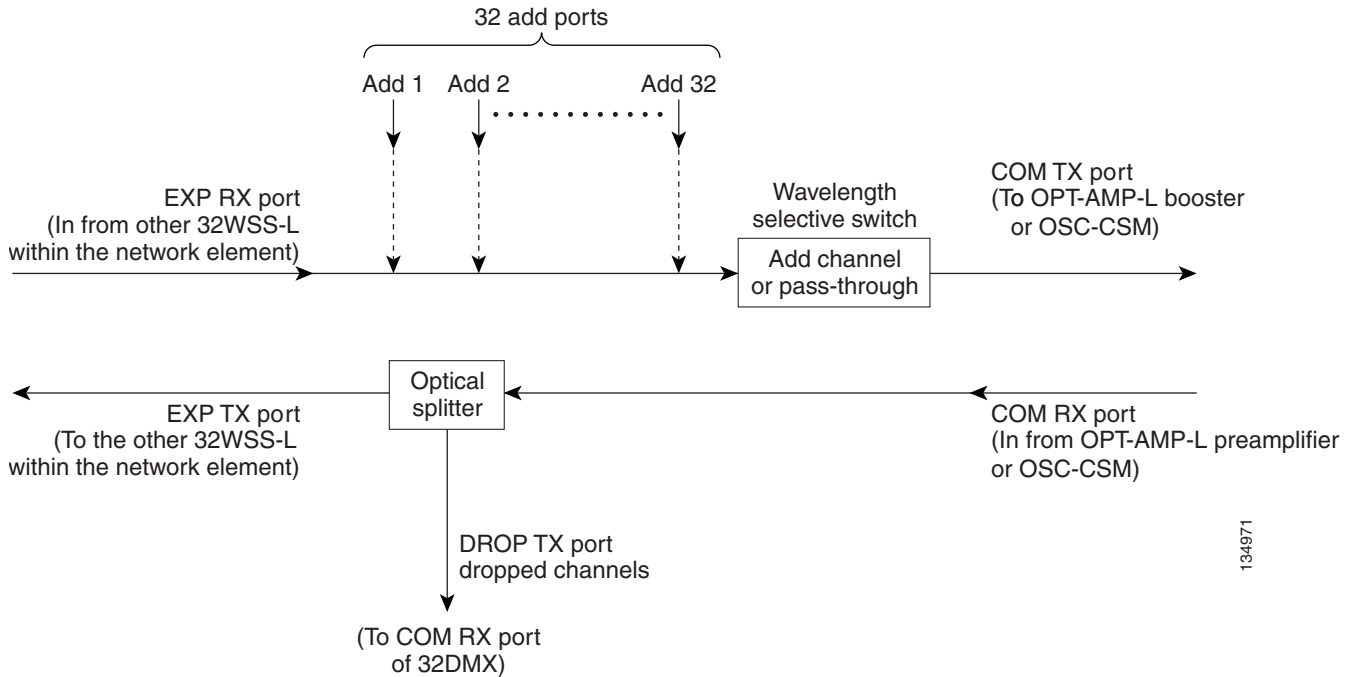 32 add ports
Add 1
Add 2
Add 32
EXP RX port
(In from other 32WSS-L
within the network element)
Wavelength
selective switch
Add channel
or pass-through
COM TX port
(To OPT-AMP-L booster
or OSC-CSM)
Optical
splitter
EXP TX port
(To the other 32WSS-L
within the network element)
COM RX port
(In from OPT-AMP-L preamplifier
or OSC-CSM)
DROP TX port
dropped channels
(To COM RX port
of 32DMX)
134971